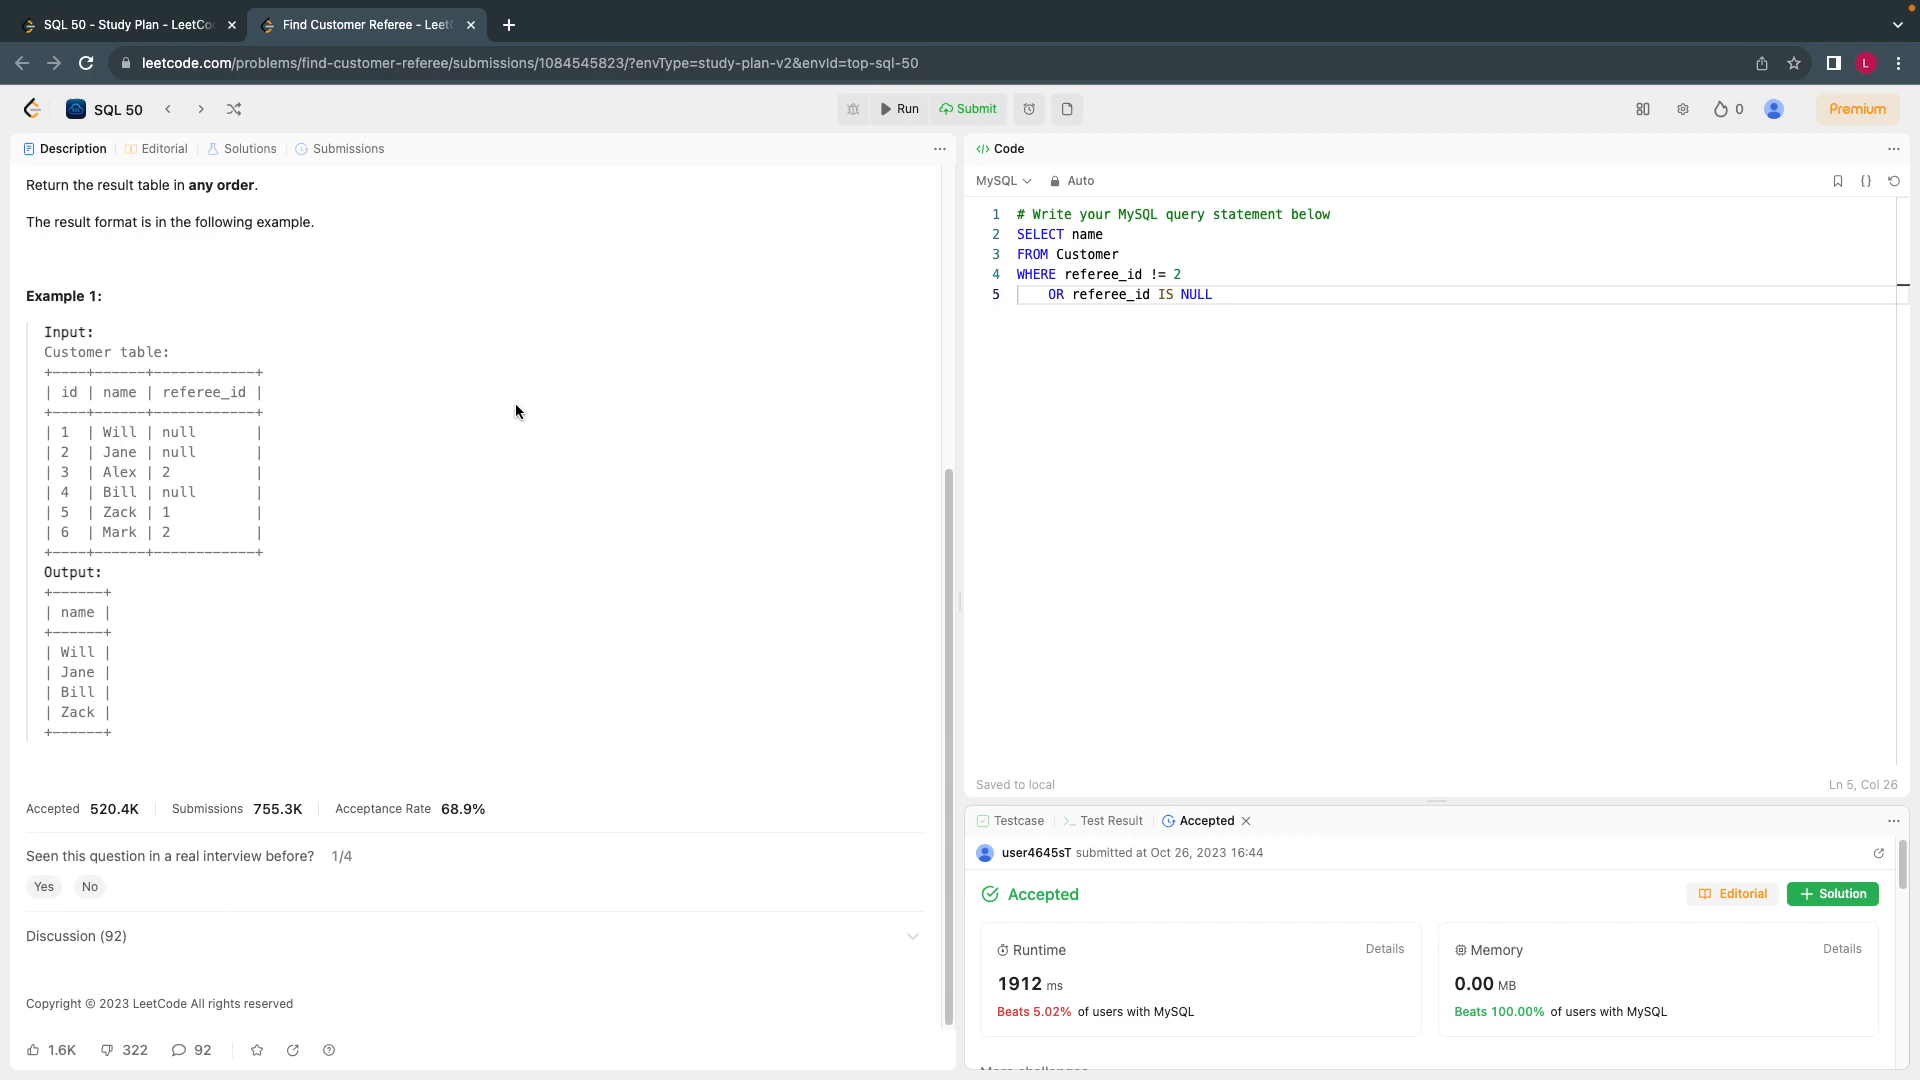 SQL 50 - Study Plan - LeetCo
Find Customer Referee - LeetC
leetcode.com/problems/find-customer-referee/submissions/1084545823/?envType=study-plan-v2&envId=top-sql-50
L
SQL 50
Run
Submit
0
Premium
Description
Editorial
Solutions
Submissions
Return the result table in any order.
The result format is in the following example.
Example 1:
Input:
Customer table:
+----+------+------------+
| id | name | referee_id |
+----+------+------------+
| 1  | Will | null       |
| 2  | Jane | null       |
| 3  | Alex | 2          |
| 4  | Bill | null       |
| 5  | Zack | 1          |
| 6  | Mark | 2          |
+----+------+------------+
Output:
+------+
| name |
+------+
| Will |
| Jane |
| Bill |
| Zack |
+------+
Accepted 520.4K Submissions 755.3K Acceptance Rate 68.9%
Seen this question in a real interview before? 1/4
Yes No
Discussion (92)
Copyright © 2023 LeetCode All rights reserved
1.6K 322 92
</> Code
MySQL Auto
1 # Write your MySQL query statement below
2 SELECT name
3 FROM Customer
4 WHERE referee_id != 2
5     OR referee_id IS NULL
Saved to local Ln 5, Col 26
Testcase >_ Test Result Accepted
user4645sT submitted at Oct 26, 2023 16:44
Accepted
Editorial
+ Solution
Runtime Details
1912 ms
Beats 5.02% of users with MySQL
Memory Details
0.00 MB
Beats 100.00% of users with MySQL
More challenges